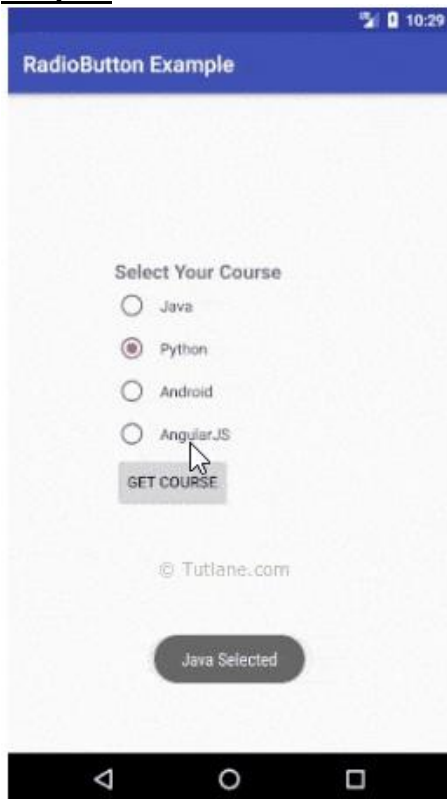 10:29
RadioButton Example
Select Your Course
Java
Python
Android
AngularJS
GET COURSE
© Tutlane.com
Java Selected